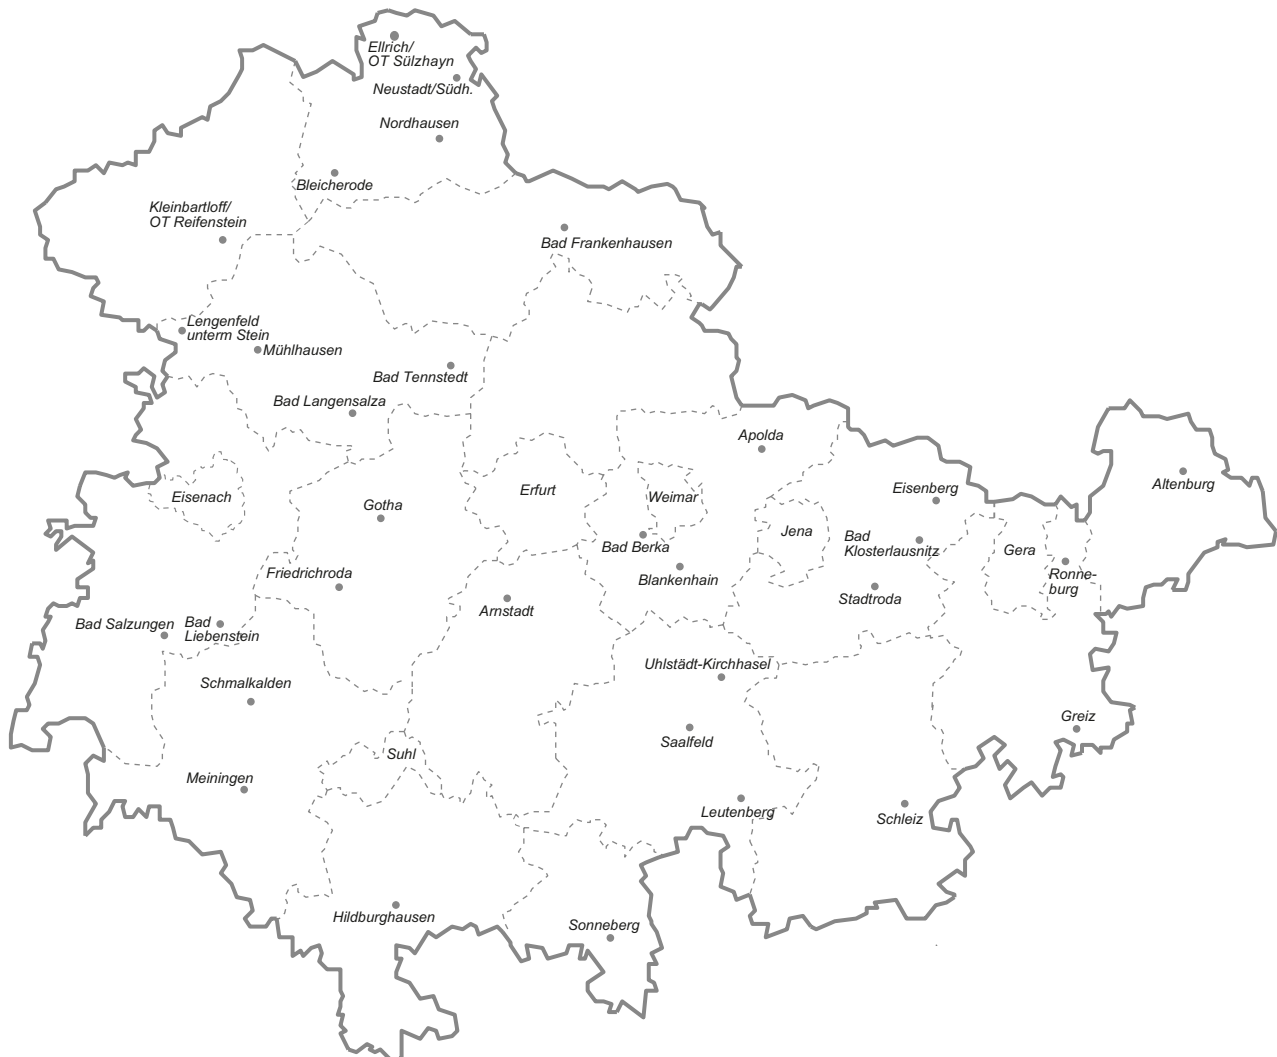 Ellrich/
OT Sülzhayn
Neustadt/Südh.
Nordhausen
Bleicherode
Kleinbartloff/
OT Reifenstein
Bad Frankenhausen
Lengenfeld
unterm Stein
Mühlhausen
Bad Tennstedt
Bad Langensalza
Apolda
Eisenach
Gotha
Erfurt
Weimar
Eisenberg
Altenburg
Jena
Bad
Klosterlausnitz
Gera
Bad Berka
Blankenhain
Ronne-
burg
Friedrichroda
Stadtroda
Arnstadt
Bad Salzungen
Bad
Liebenstein
Uhlstädt-Kirchhasel
Schmalkalden
Greiz
Saalfeld
Suhl
Meiningen
Leutenberg
Schleiz
Hildburghausen
Sonneberg